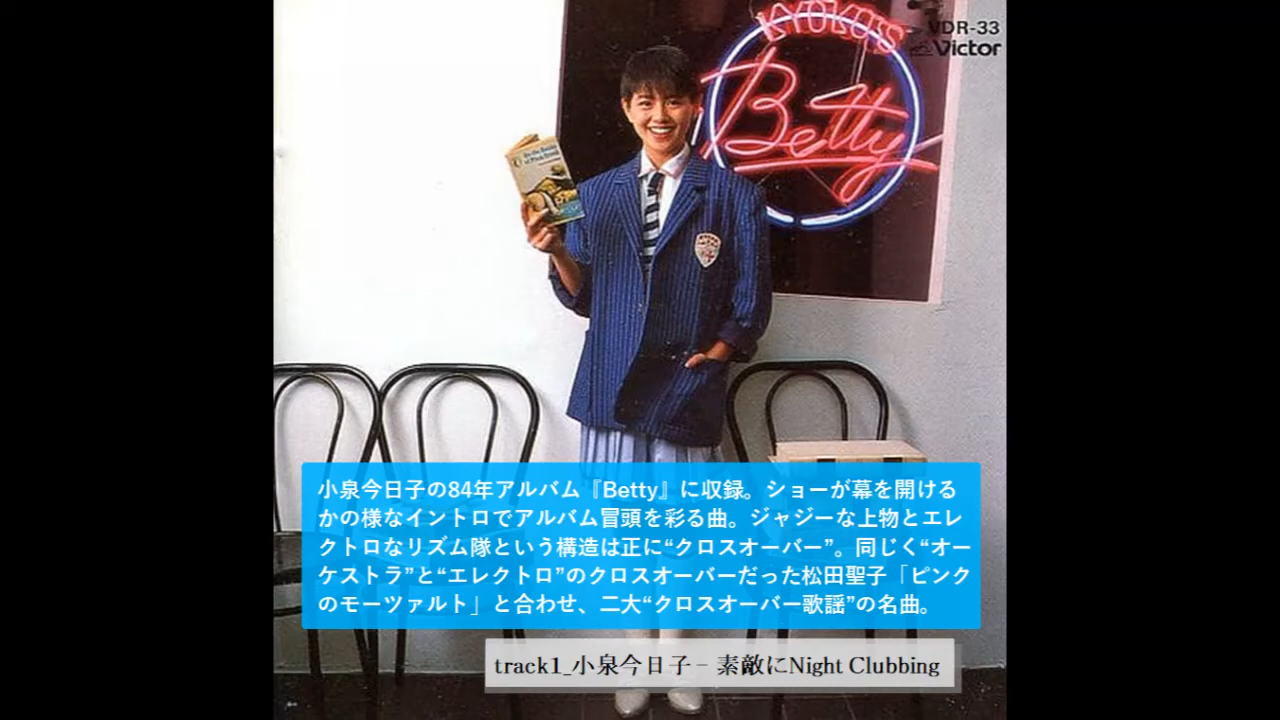 KYOKO'S
Betty
VDR-33
Victor
小泉今日子の84年アルバム『Betty』に収録。ショーが幕を開ける
かの様なイントロでアルバム冒頭を彩る曲。ジャジーな上物とエレ
クトロなリズム隊という構造は正に“クロスオーバー”。同じく“オー
ケストラ”と“エレクトロ”のクロスオーバーだった松田聖子「ピンク
のモーツァルト」と合わせ、二大“クロスオーバー歌謡”の名曲。
track1_小泉今日子 – 素敵にNight Clubbing